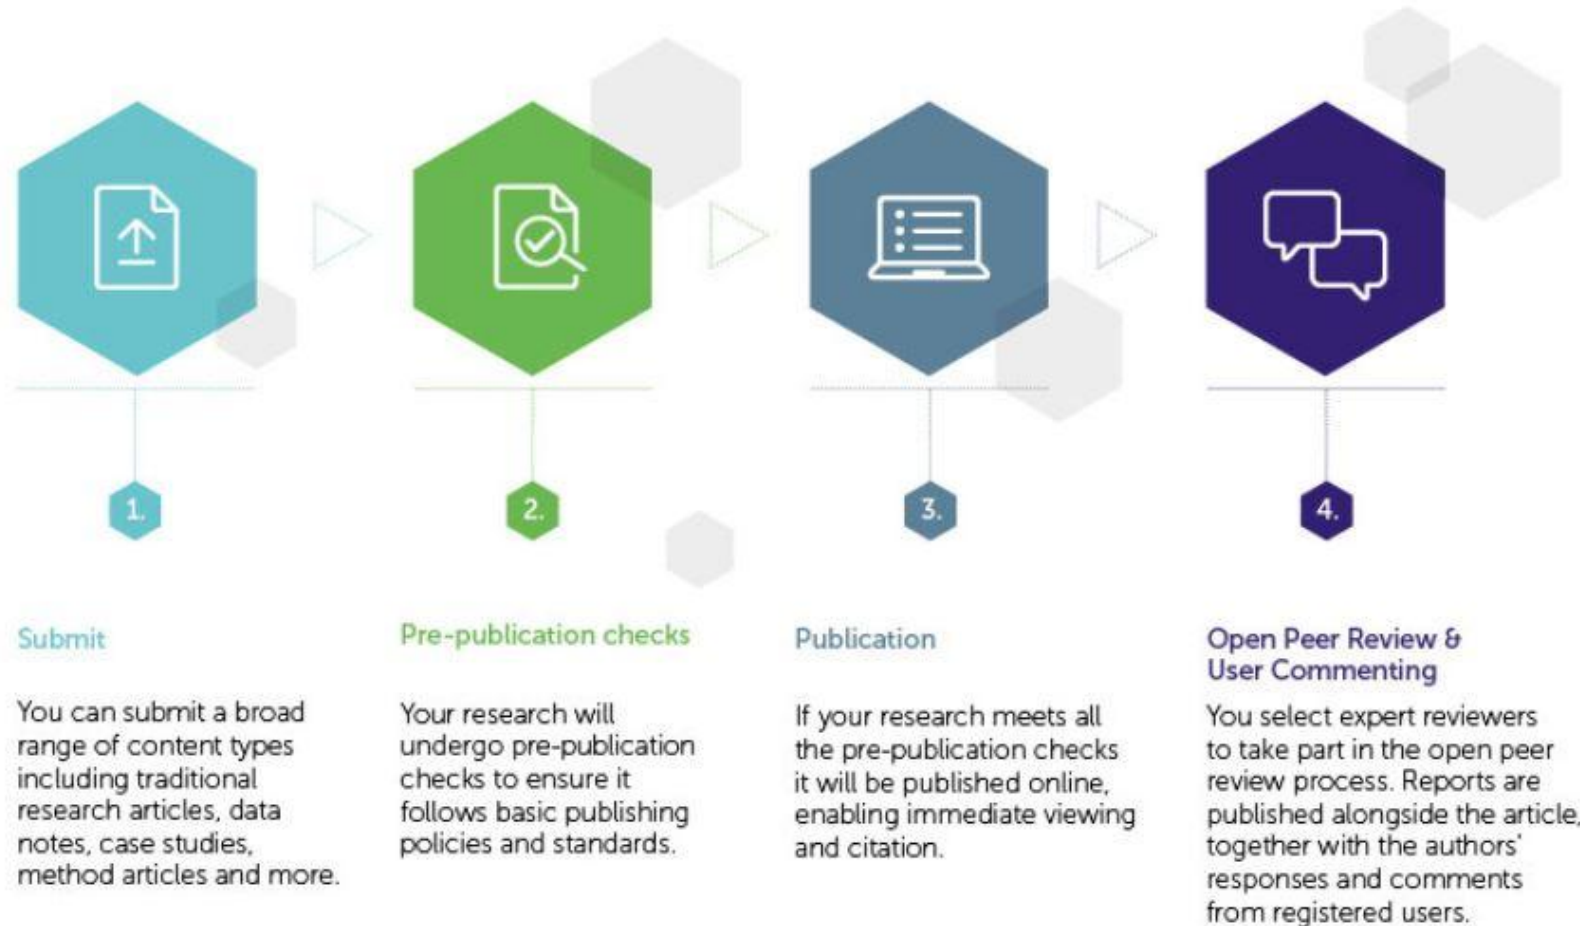 1.
2.
3.
4.
Submit
You can submit a broad
range of content types
including traditional
research articles, data
notes, case studies,
method articles and more.
Pre-publication checks
Your research will
undergo pre-publication
checks to ensure it
follows basic publishing
policies and standards.
Publication
If your research meets all
the pre-publication checks
it will be published online,
enabling immediate viewing
and citation.
Open Peer Review &
User Commenting
You select expert reviewers
to take part in the open peer
review process. Reports are
published alongside the article,
together with the authors'
responses and comments
from registered users.